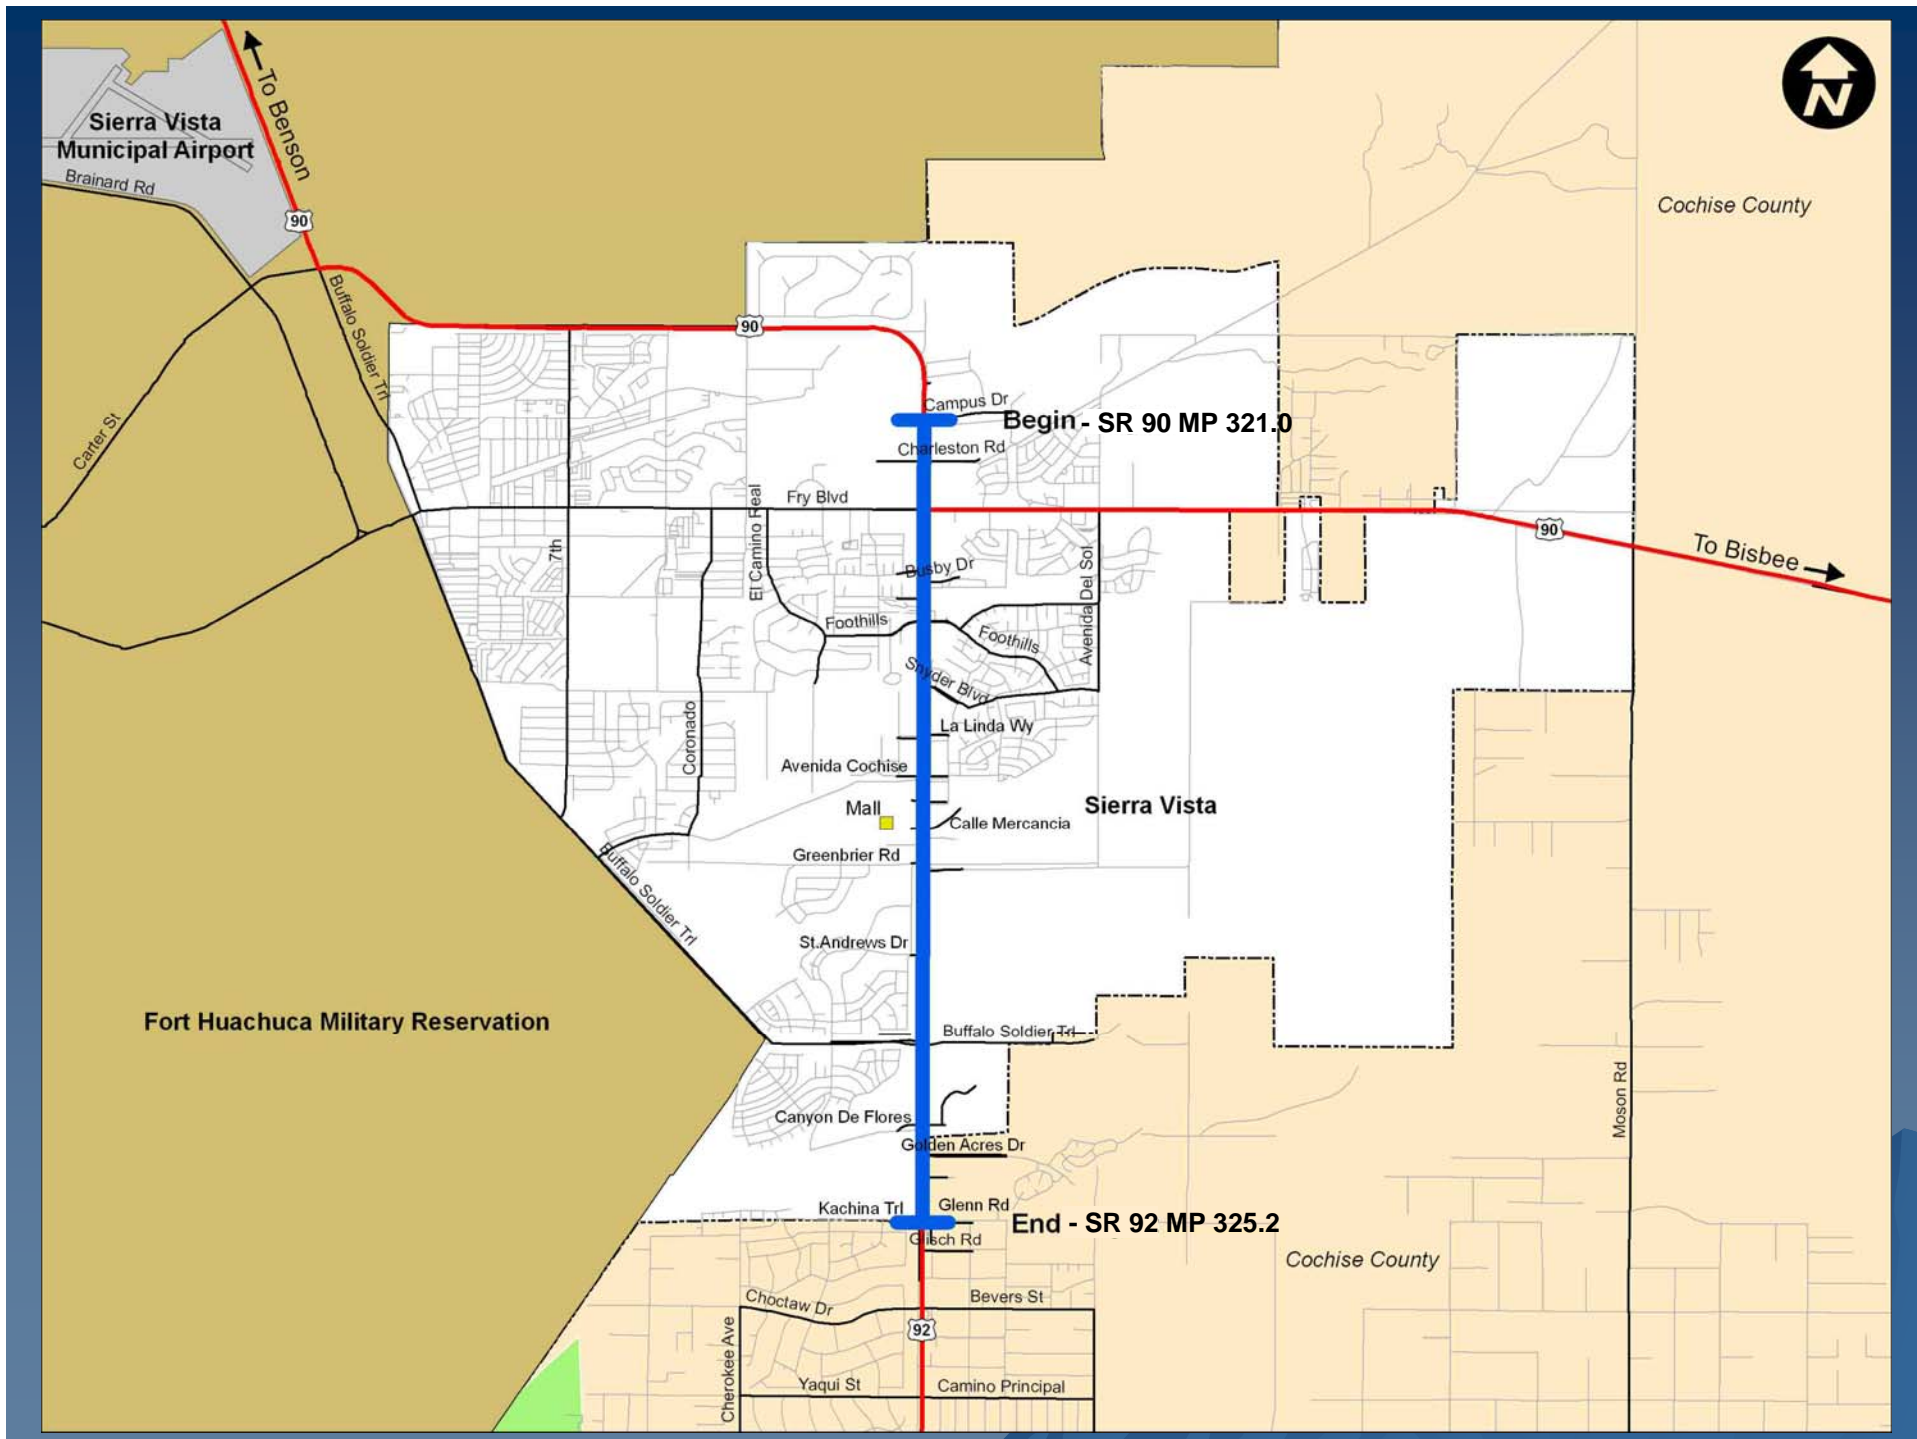 To Benson
N
Sierra Vista
Municipal Airport
Brainard Rd
Cochise County
90
Buffalo Soldier Trl
90
Campus Dr
Begin - SR 90 MP 321.0
Carter St
Charleston Rd
Fry Blvd
El Camino Real
90
To Bisbee
7th
Busby Dr
Avenida Del Sol
Foothills
Foothills
Snyder Blvd
Coronado
La Linda Wy
Avenida Cochise
Mall
Sierra Vista
Calle Mercancia
Greenbrier Rd
Buffalo Soldier Trl
St.Andrews Dr
Fort Huachuca Military Reservation
Buffalo Soldier Trl
Moson Rd
Canyon De Flores
Golden Acres Dr
Kachina Trl
Glenn Rd
End - SR 92 MP 325.2
Glisch Rd
Cochise County
Choctaw Dr
Bevers St
92
Cherokee Ave
Yaqui St
Camino Principal